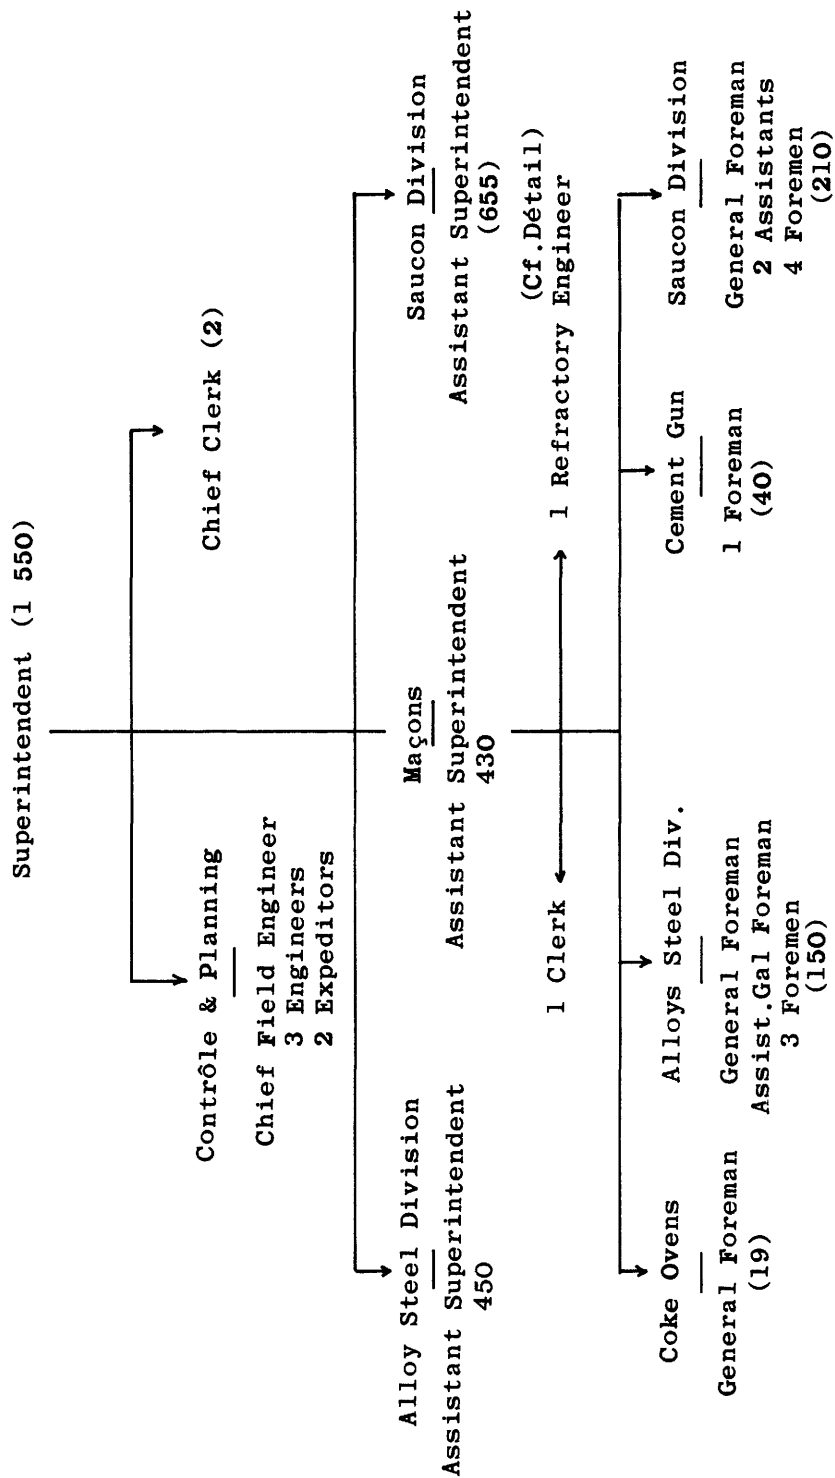 Superintendent (1 550)
Contrôle & Planning
Chief Field Engineer
3 Engineers
2 Expeditors
Chief Clerk (2)
Alloy Steel Division
Assistant Superintendent
450
Maçons
Assistant Superintendent
430
Saucon Division
Assistant Superintendent
(655)
(Cf.Détail)
1 Clerk
1 Refractory Engineer
Coke Ovens
General Foreman
(19)
Alloys Steel Div.
General Foreman
Assist.Gal Foreman
3 Foremen
(150)
Cement Gun
1 Foreman
(40)
Saucon Division
General Foreman
2 Assistants
4 Foremen
(210)